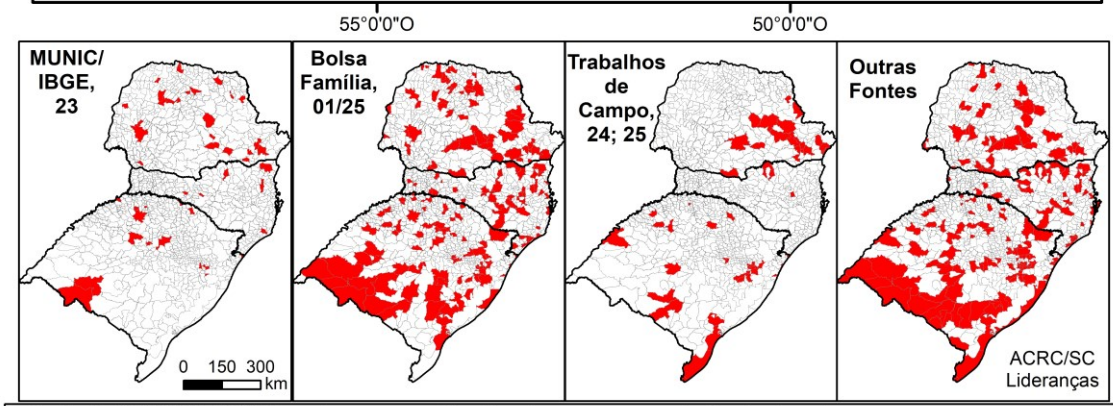 55°0'0"O
50°0'0"O
MUNIC/
IBGE,
23
Bolsa
Família,
01/25
Trabalhos
de
Campo,
24; 25
Outras
Fontes
0 150 300
km
ACRC/SC
Lideranças